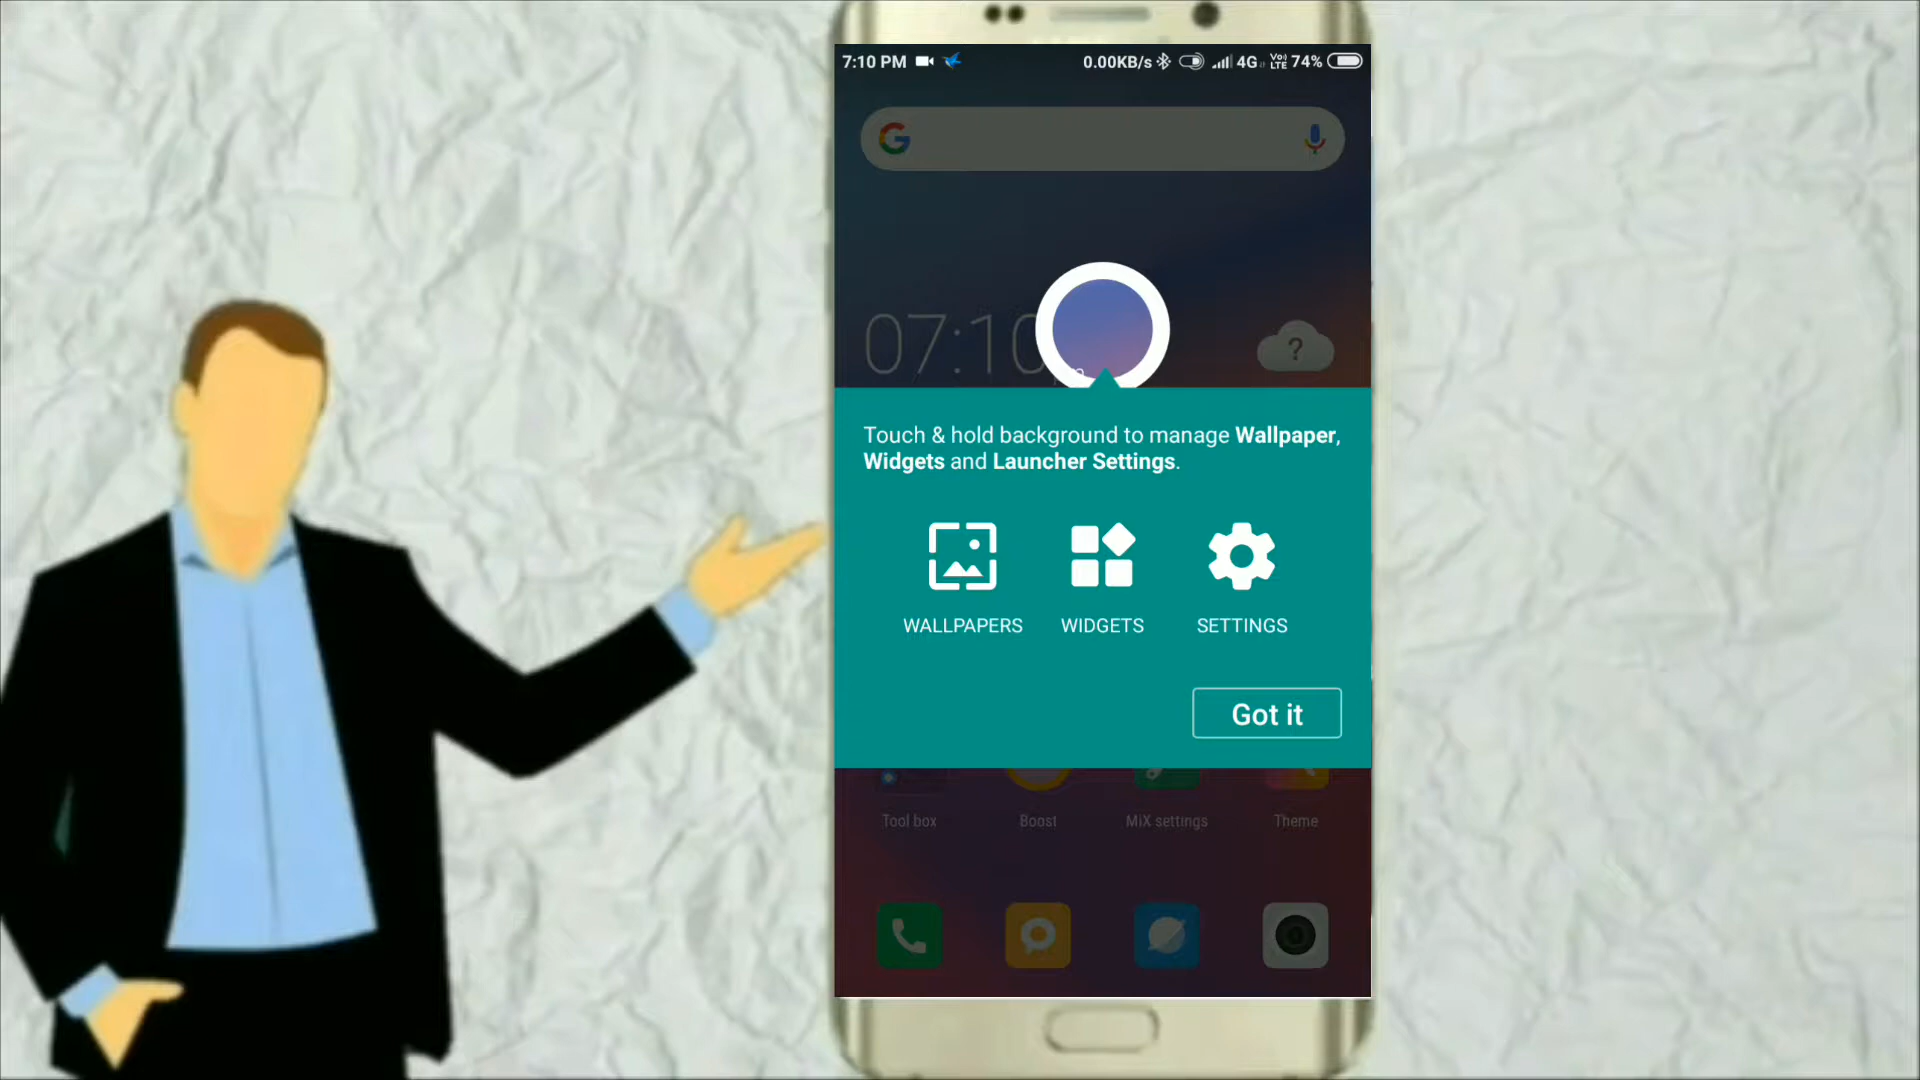 7:10 PM 0.00KB/s 4G VoLTE 74%
07:10
?
Touch & hold background to manage Wallpaper,
Widgets and Launcher Settings.
WALLPAPERS WIDGETS SETTINGS
Got it
Tool box Boost MiX settings Theme